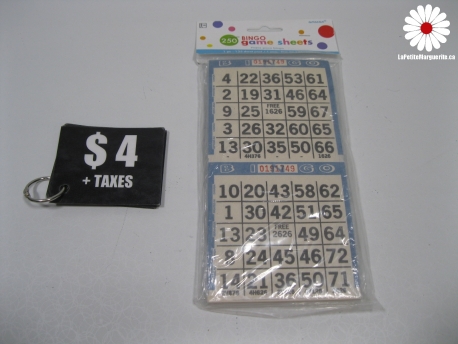 LaPetiteMarguerite.ca
250 BINGO
game sheets
$4
+ TAXES
B I N G O
4 22 36 53 61
2 19 31 46 64
9 25 FREE 1626 59 67
3 26 32 60 65
13 30 35 50 66
B I N G O
10 20 43 58 62
1 30 42 51 65
13 23 FREE 2626 49 63
8 24 45 46 72
14 21 36 50 71